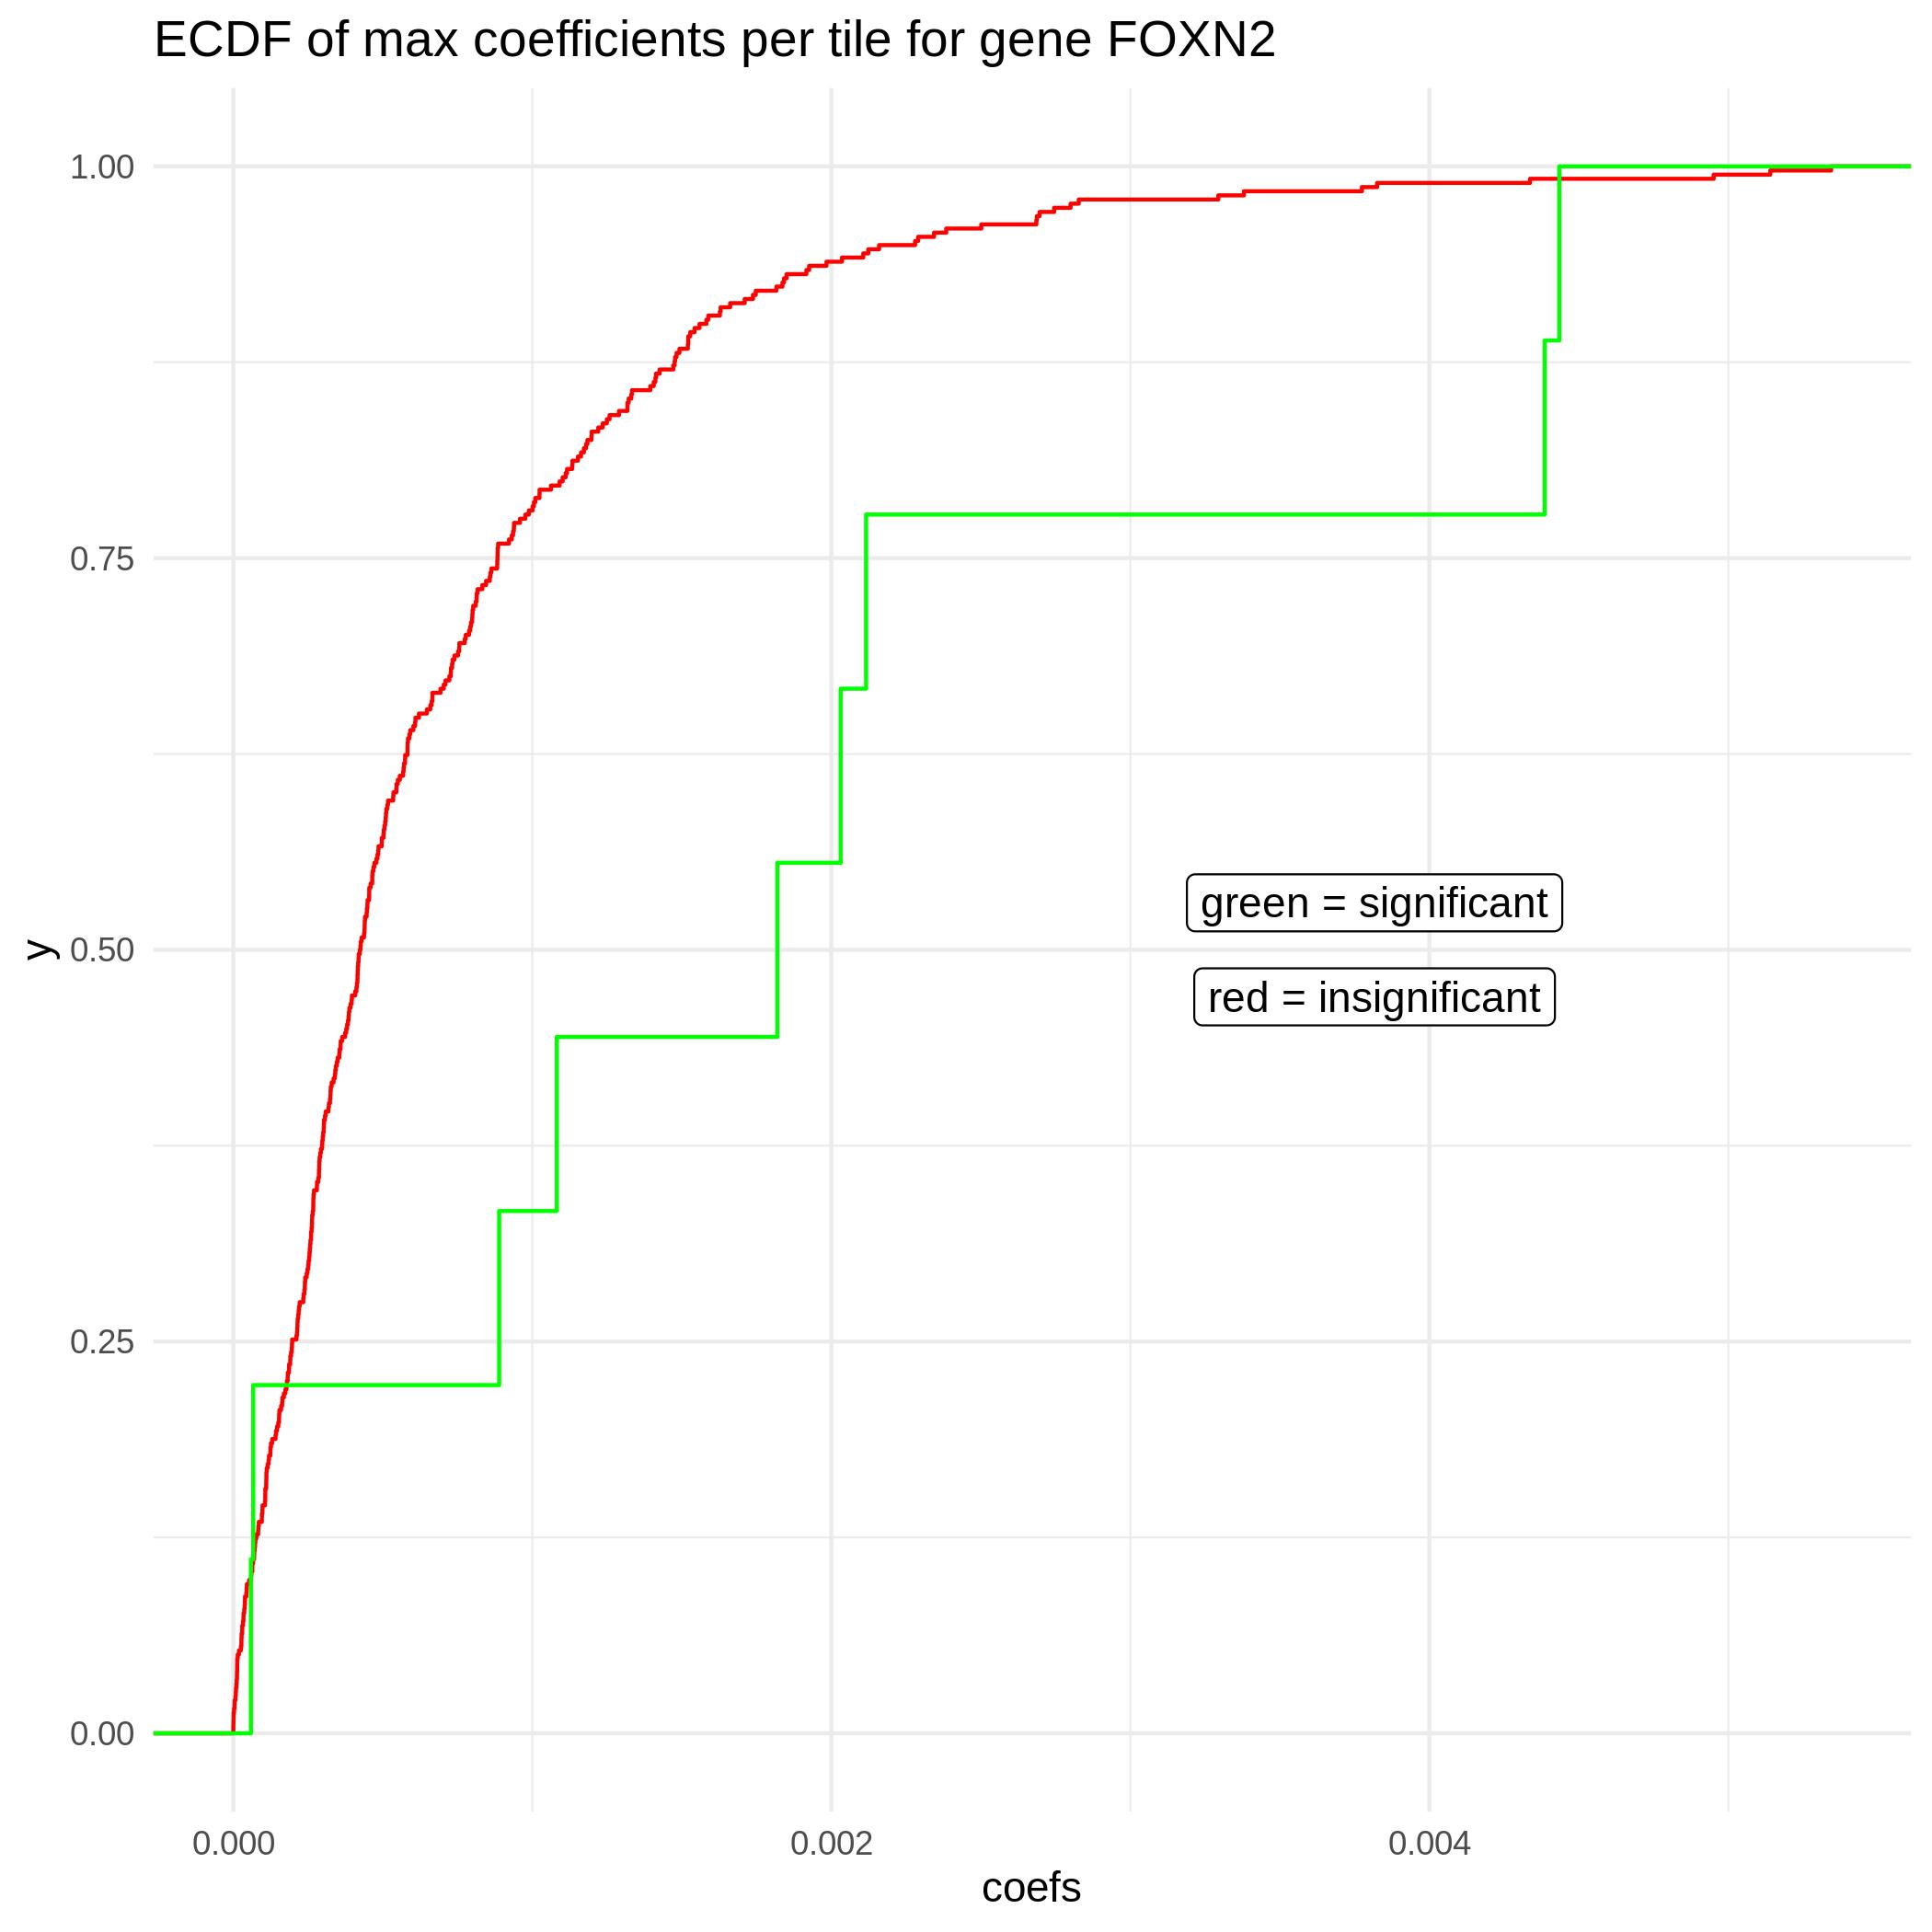 ECDF of max coefficients per tile for gene FOXN2
1.00
0.75
0.50
0.25
0.00
y
green = significant
red = insignificant
0.000
0.002
0.004
coefs